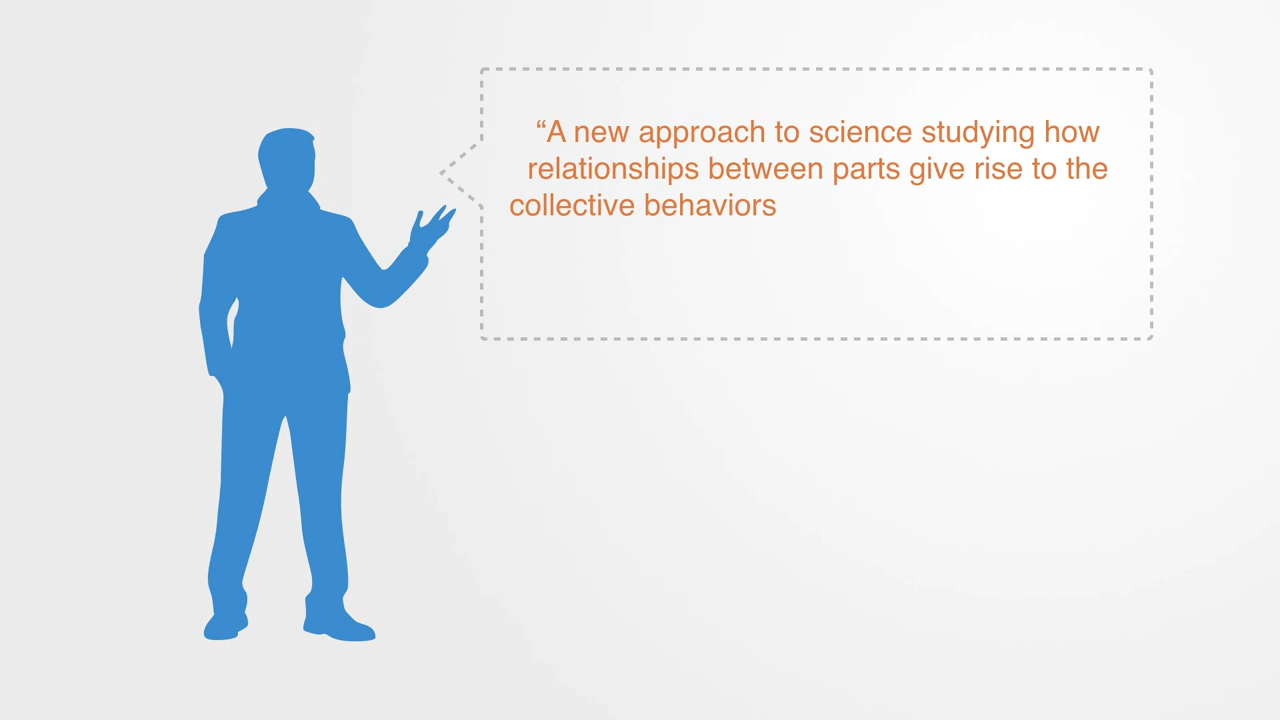 “A new approach to science studying how
relationships between parts give rise to the
collective behaviors